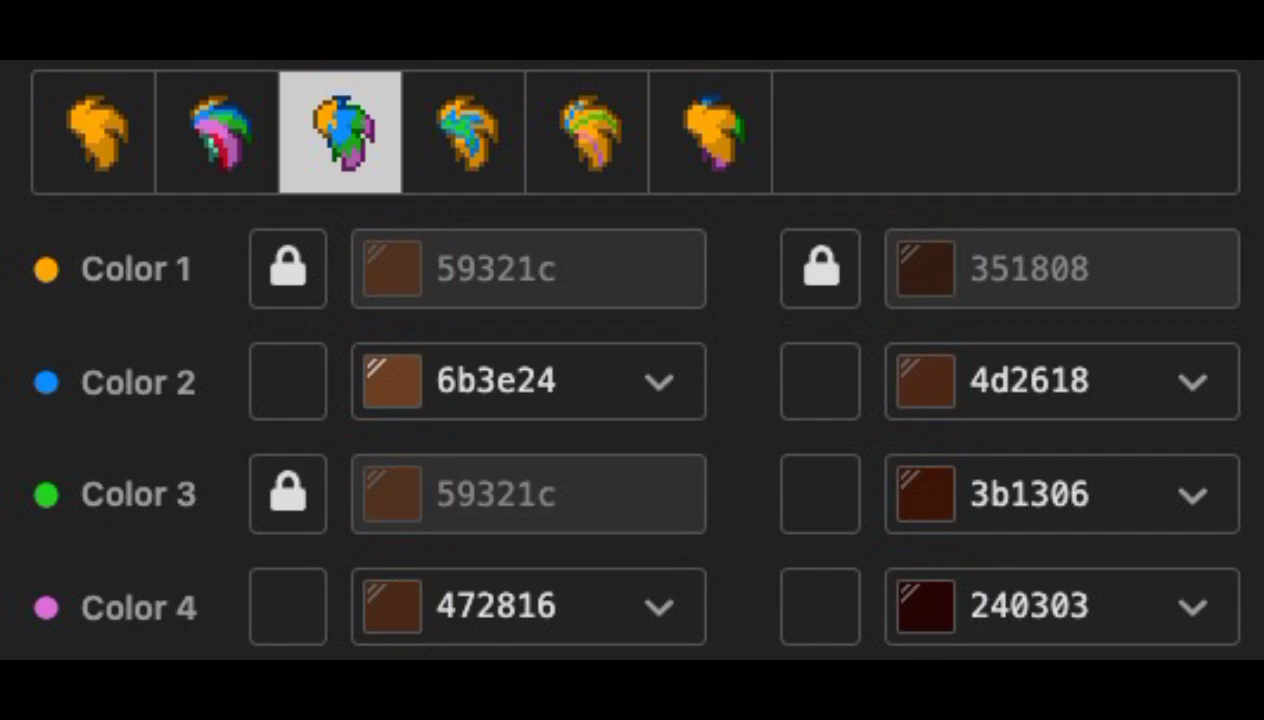 Color 1 59321c 351808
Color 2 6b3e24 4d2618
Color 3 59321c 3b1306
Color 4 472816 240303